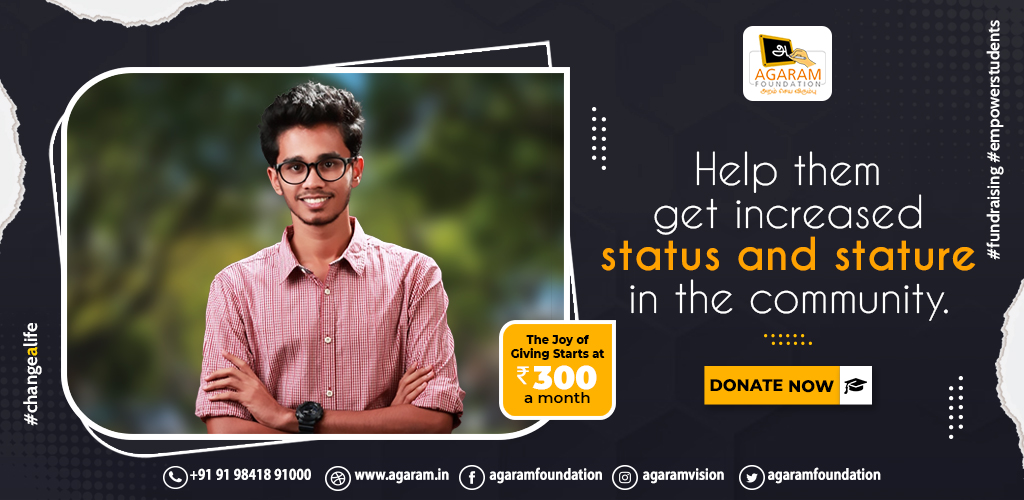 அ
AGARAM
FOUNDATION
அறம் செய விரும்பு
#fundraising #empowerstudents
Help them
get increased
status and stature
in the community.
The Joy of
Giving Starts at
₹300
a month
DONATE NOW
#changealife
+91 91 98418 91000
www.agaram.in
agaramfoundation
agaramvision
agaramfoundation